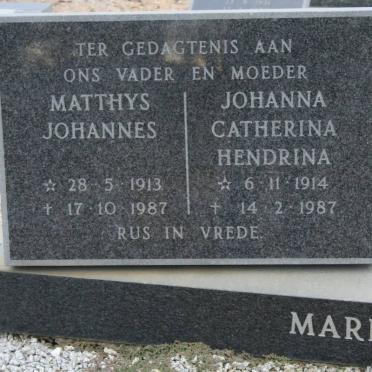 TER GEDAGTENIS AAN
ONS VADER EN MOEDER
MATTHYS
JOHANNES
☆ 28-5-1913
† 17-10-1987
JOHANNA
CATHERINA
HENDRINA
☆ 6-11-1914
† 14-2-1987
RUS IN VREDE.